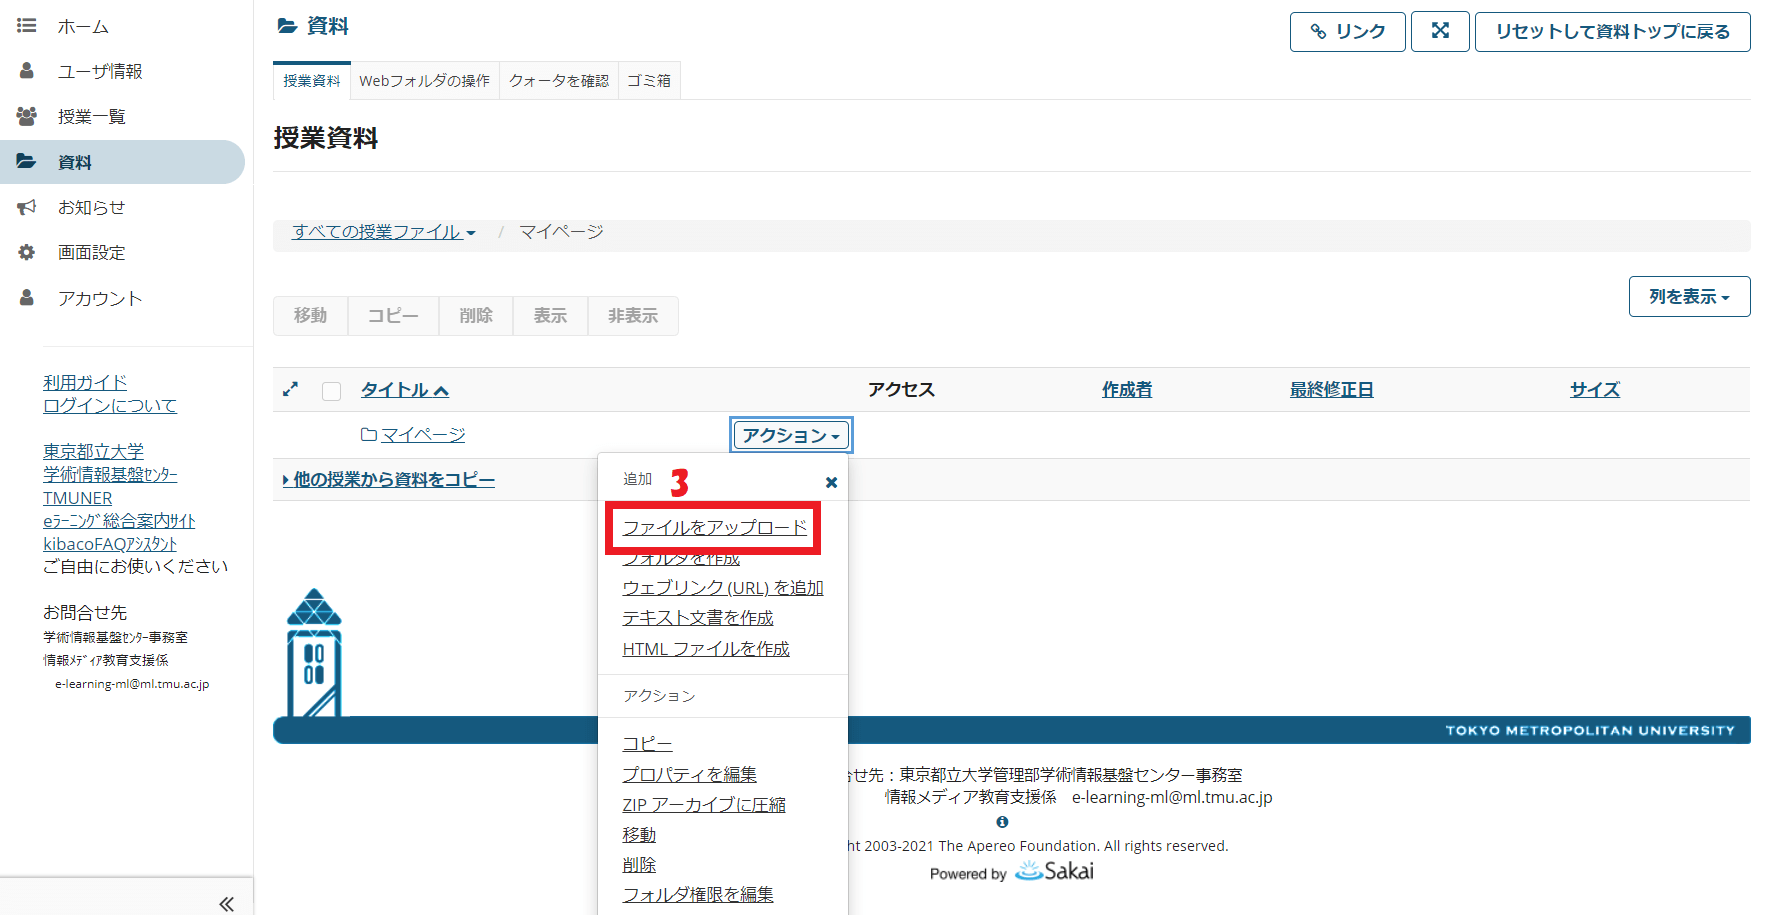 ホーム
ユーザ情報
授業一覧
資料
お知らせ
画面設定
アカウント
利用ガイド
ログインについて
東京都立大学
学術情報基盤ｾﾝﾀｰ
TMUNER
eﾗｰﾆﾝｸﾞ総合案内ｻｲﾄ
kibacoFAQｱｼｽﾀﾝﾄ
ご自由にお使いください
お問合せ先
学術情報基盤ｾﾝﾀｰ事務室
情報ﾒﾃﾞｨｱ教育支援係
e-learning-ml@ml.tmu.ac.jp
資料
リンク
リセットして資料トップに戻る
授業資料 Webフォルダの操作 クォータを確認 ゴミ箱
授業資料
すべての授業ファイル / マイページ
移動 コピー 削除 表示 非表示
列を表示
タイトル アクセス 作成者 最終修正日 サイズ
マイページ アクション
他の授業から資料をコピー
追加 3
ファイルをアップロード
フォルダを作成
ウェブリンク (URL) を追加
テキスト文書を作成
HTML ファイルを作成
アクション
コピー
プロパティを編集
ZIP アーカイブに圧縮
移動
削除
フォルダ権限を編集
TOKYO METROPOLITAN UNIVERSITY
せ先：東京都立大学管理部学術情報基盤センター事務室
情報メディア教育支援係 e-learning-ml@ml.tmu.ac.jp
ht 2003-2021 The Apereo Foundation. All rights reserved.
Powered by Sakai